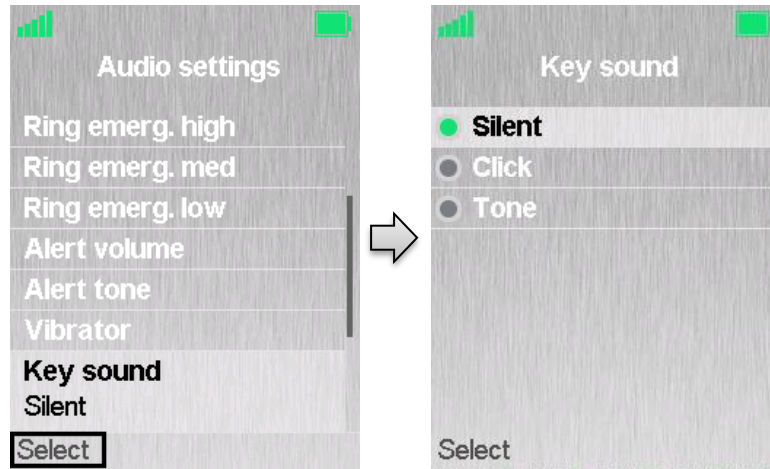 Audio settings
Ring emerg. high
Ring emerg. med
Ring emerg. low
Alert volume
Alert tone
Vibrator
Key sound
Silent
Select
Key sound
Silent
Click
Tone
Select